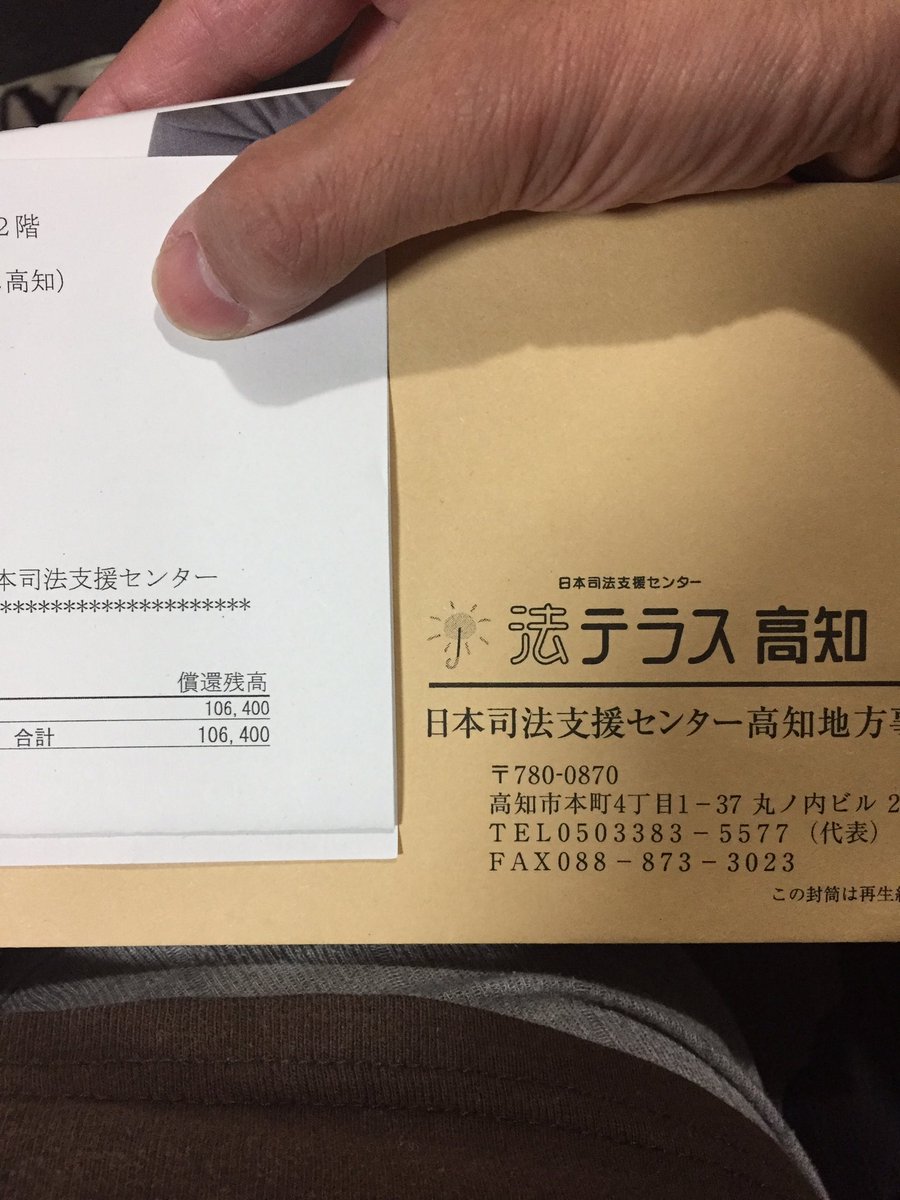 2階
高知)
本司法支援センター
*********************
償還残高
106,400
合計 106,400
日本司法支援センター
法テラス 高知
日本司法支援センター高知地方
〒780-0870
高知市本町4丁目1－37 丸ノ内ビル 2
TEL0503383－5577（代表）
FAX088－873－3023
この封筒は再生